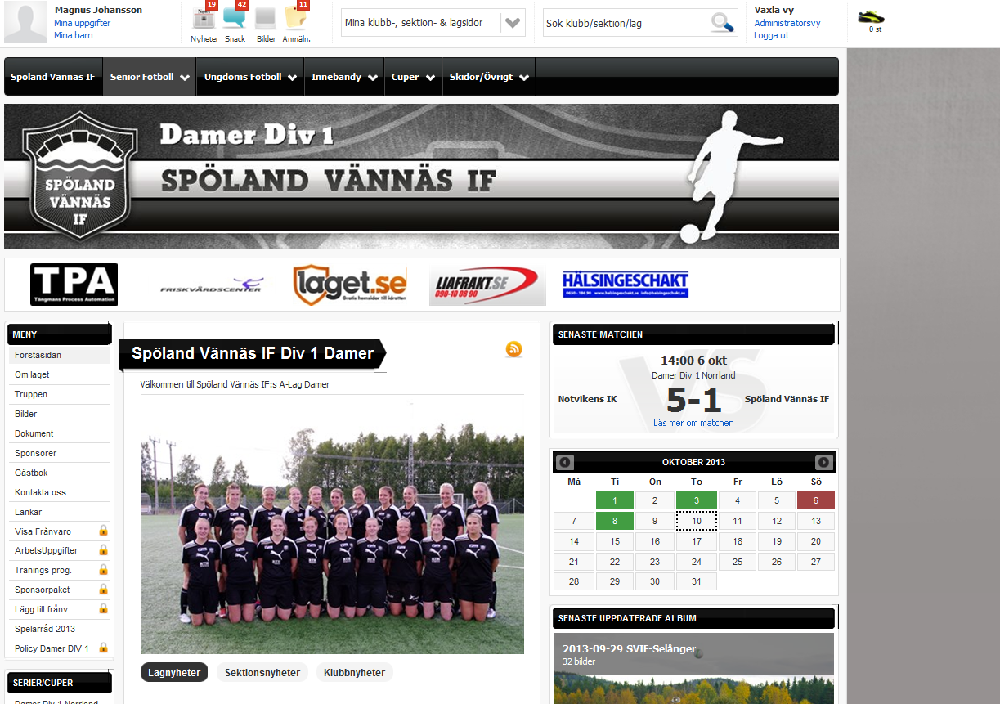 Magnus Johansson
Mina uppgifter
Mina barn
19
42
11
Nyheter Snack Bilder Anmäln.
Mina klubb-, sektion- & lagsidor
Sök klubb/sektion/lag
Växla vy
Administratörsvy
Logga ut
0 st
Spöland Vännäs IF Senior Fotboll Ungdoms Fotboll Innebandy Cuper Skidor/Övrigt
SPÖLAND
VÄNNÄS
IF
Damer Div 1
SPÖLAND VÄNNÄS IF
TPA
Tångmans Process Automation
FRISKVÅRDSCENTER
laget.se
Gratis hemsidor till idrotten
LIAFRAKT.SE
090-10 08 90
HÄLSINGESCHAKT
0650 - 186 90 www.halsingeschakt.se info@halsingeschakt.se
MENY
Förstasidan
Om laget
Truppen
Bilder
Dokument
Sponsorer
Gästbok
Kontakta oss
Länkar
Visa Frånvaro
ArbetsUppgifter
Tränings prog.
Sponsorpaket
Lägg till frånv
Spelarråd 2013
Policy Damer DIV 1
SERIER/CUPER
Damer Div 1 Norrland
Spöland Vännäs IF Div 1 Damer
Välkommen till Spöland Vännäs IF:s A-Lag Damer
Lagnyheter Sektionsnyheter Klubbnyheter
SENASTE MATCHEN
VS
14:00 6 okt
Damer Div 1 Norrland
Notvikens IK 5-1 Spöland Vännäs IF
Läs mer om matchen
OKTOBER 2013
Må Ti On To Fr Lö Sö
1 2 3 4 5 6
7 8 9 10 11 12 13
14 15 16 17 18 19 20
21 22 23 24 25 26 27
28 29 30 31
SENASTE UPPDATERADE ALBUM
2013-09-29 SVIF-Selånger
32 bilder